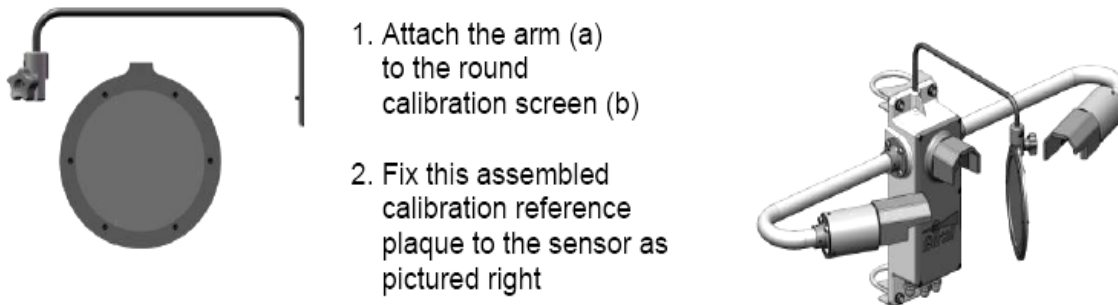 1. Attach the arm (a)
to the round
calibration screen (b)
2. Fix this assembled
calibration reference
plaque to the sensor as
pictured right
Biral